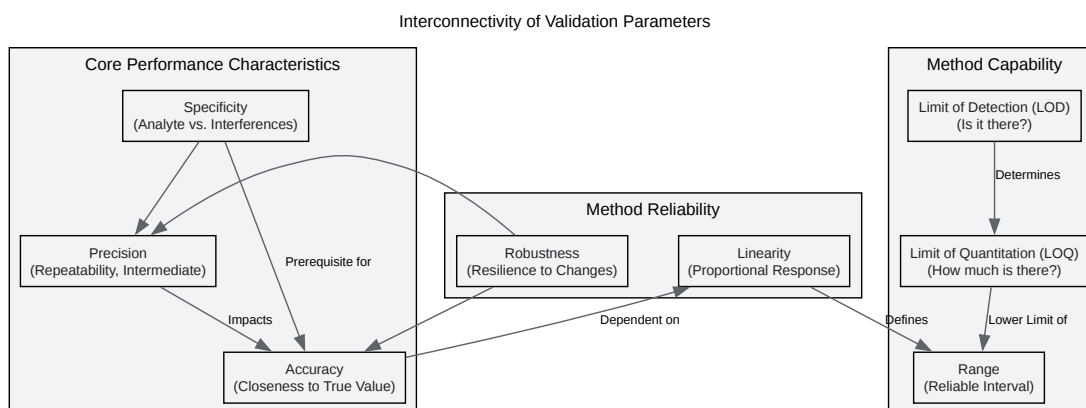 Interconnectivity of Validation Parameters
Core Performance Characteristics
Specificity
(Analyte vs. Interferences)
Precision
(Repeatability, Intermediate)
Prerequisite for
Impacts
Accuracy
(Closeness to True Value)
Method Reliability
Robustness
(Resilience to Changes)
Linearity
(Proportional Response)
Dependent on
Defines
Method Capability
Limit of Detection (LOD)
(Is it there?)
Determines
Limit of Quantitation (LOQ)
(How much is there?)
Lower Limit of
Range
(Reliable Interval)